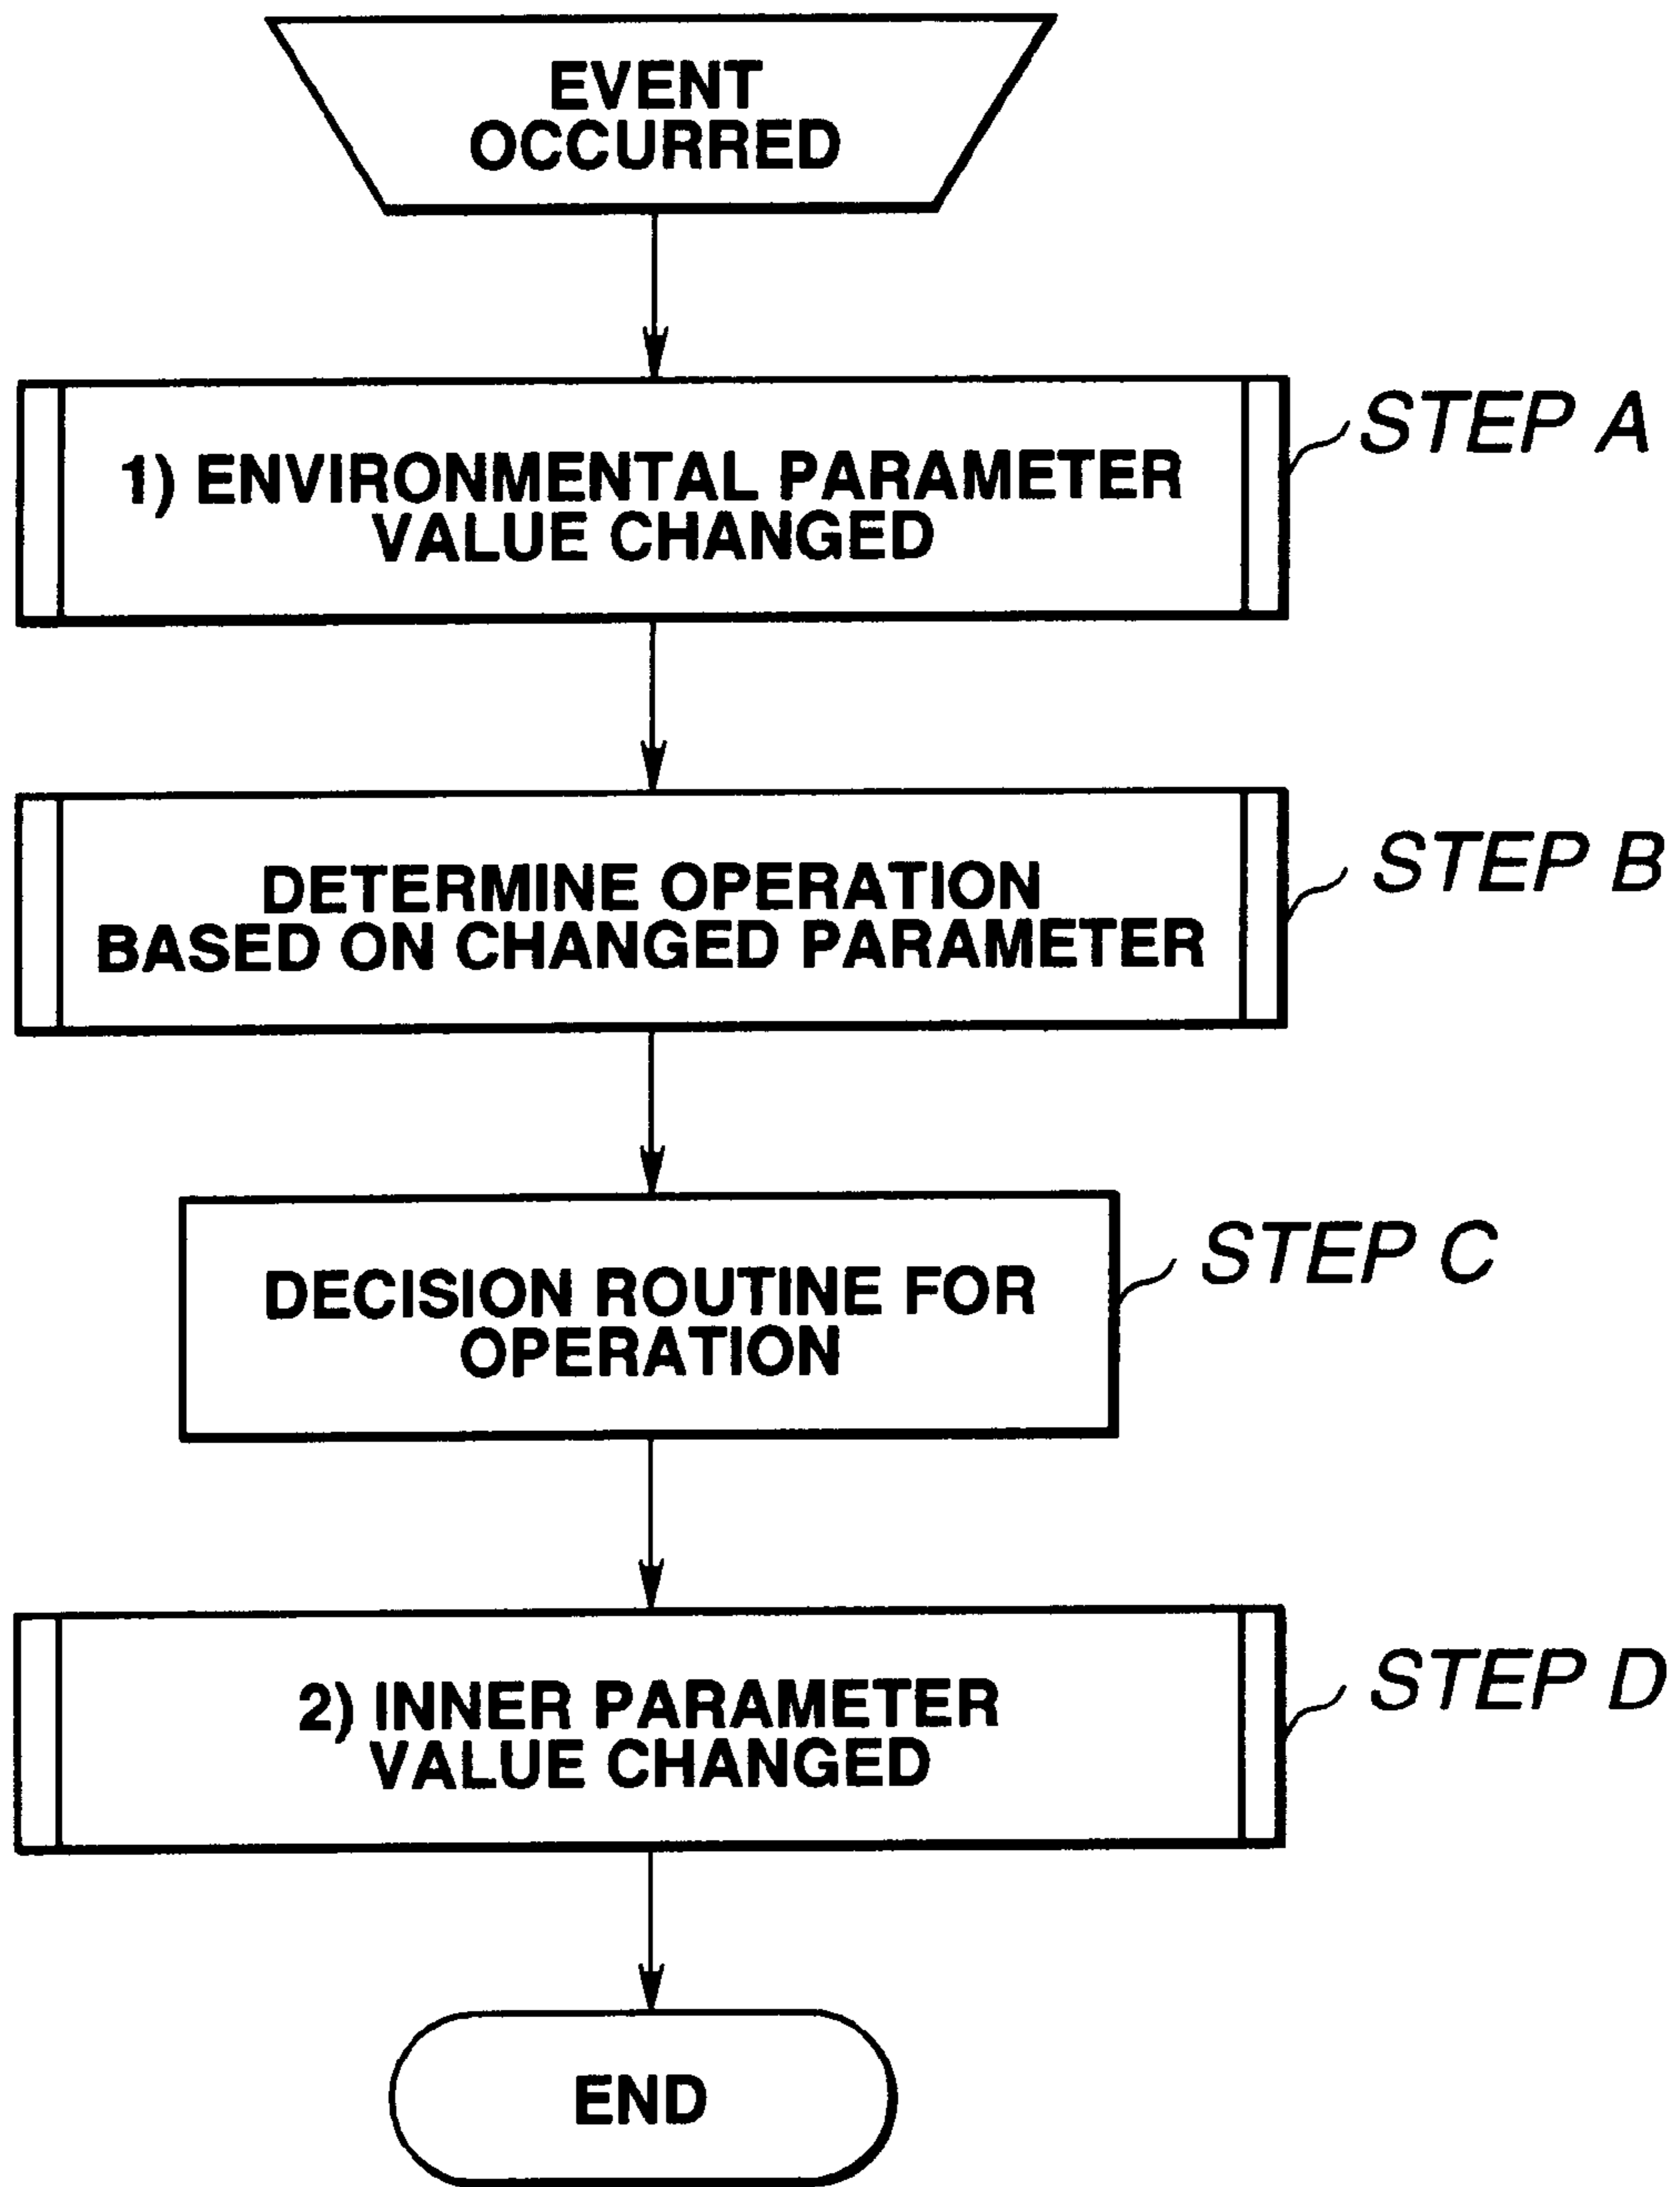 EVENT
OCCURRED
1) ENVIRONMENTAL PARAMETER
VALUE CHANGED
STEP A
DETERMINE OPERATION
BASED ON CHANGED PARAMETER
STEP B
DECISION ROUTINE FOR
OPERATION
STEP C
2) INNER PARAMETER
VALUE CHANGED
STEP D
END